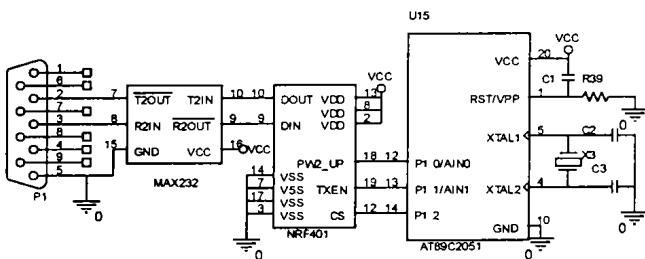 U15
VCC
20
VCC
C1
R39
1
RST/VPP
0
1
6
2
7
3
8
4
9
5
P1
0
7
8
15
T2OUT
T2IN
R2IN
R2OUT
GND
VCC
MAX232
10
9
16
VCC
10
9
DOUT
VDD
VDD
DIN
VDD
13
8
2
VCC
14
7
17
3
VSS
VSS
VSS
VSS
0
PW2_UP
TXEN
CS
NRF401
18
19
12
12
13
14
P1 0/AIN0
P1 1/AIN1
P1 2
XTAL1
5
C2
X3
C3
XTAL2
4
GND
10
0
0
AT89C2051